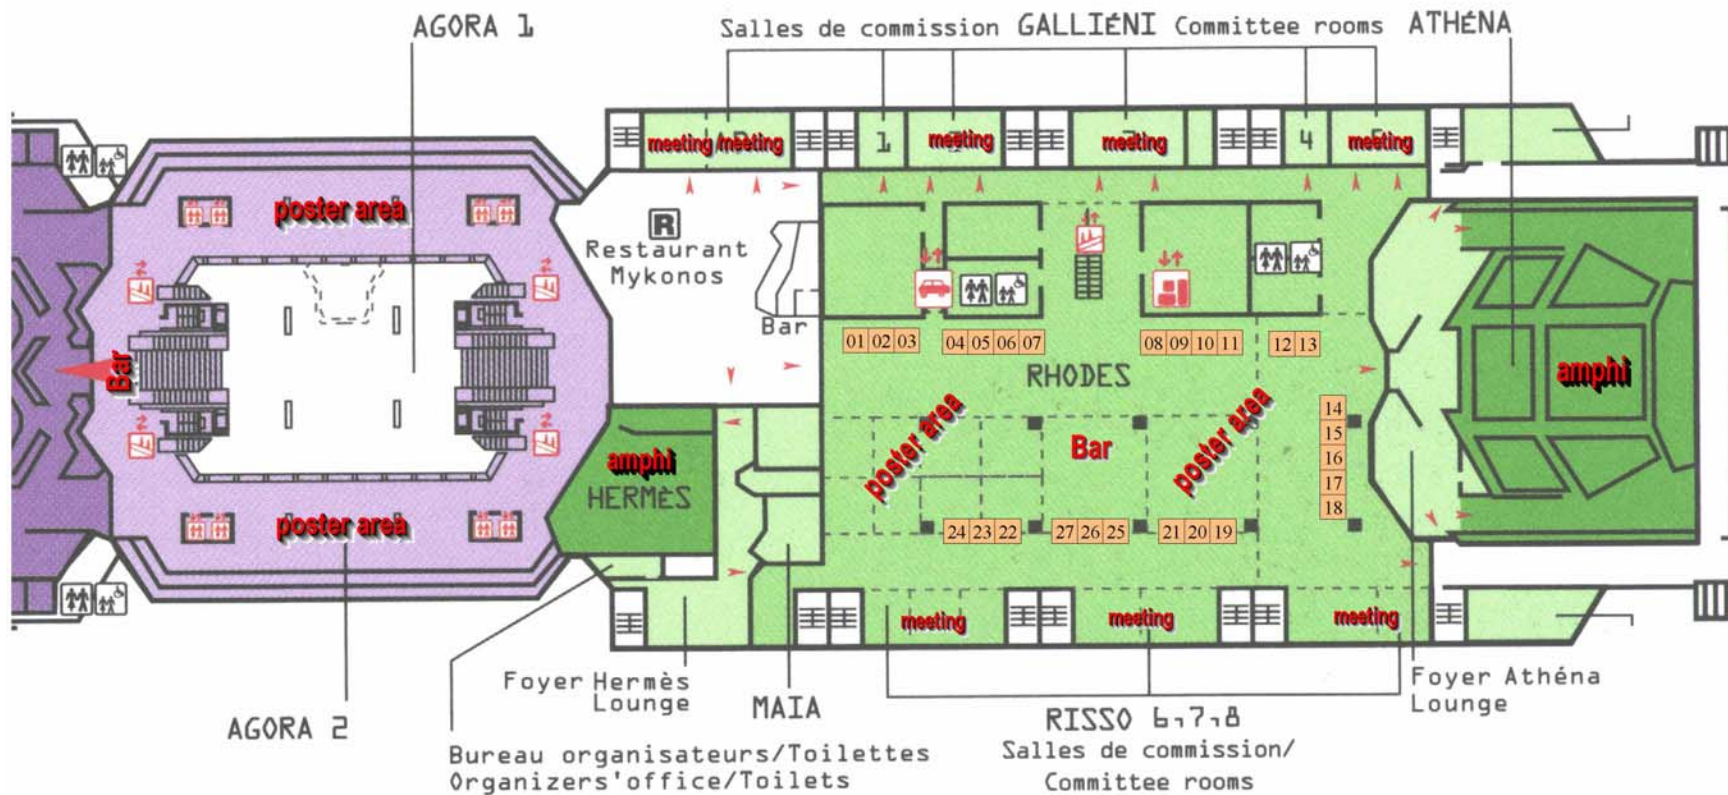 AGORA 1
Salles de commission GALLIÉNI Committee rooms ATHÉNA
meeting meeting
1
meeting
meeting
4
meeting
poster area
R
Restaurant
Mykonos
Bar
Bar
01 02 03
04 05 06 07
08 09 10 11
12 13
RHODES
amphi
14
15
16
17
18
poster area
Bar
poster area
amphi
HERMÈS
poster area
24 23 22
27 26 25
21 20 19
meeting
meeting
meeting
Foyer Hermès
Lounge
MAIA
AGORA 2
RISSO 6,7,8
Salles de commission/
Committee rooms
Foyer Athéna
Lounge
Bureau organisateurs/Toilettes
Organizers'office/Toilets